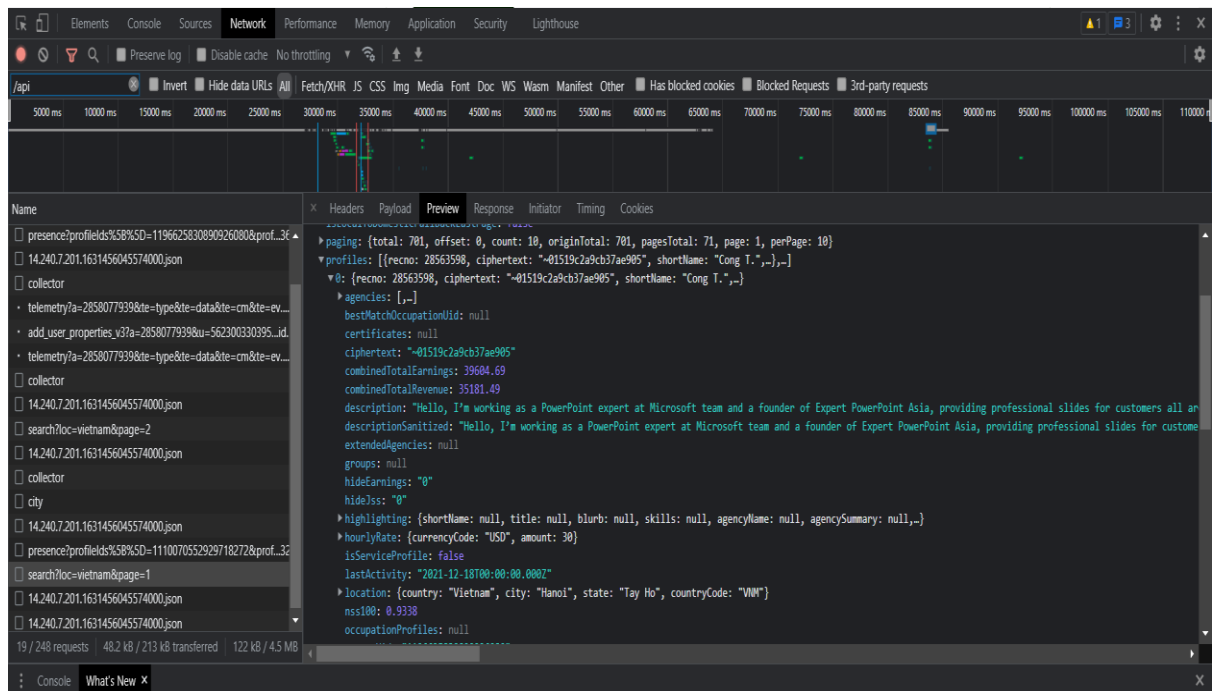 Elements Console Sources Network Performance Memory Application Security Lighthouse 1 3
Preserve log Disable cache No throttling
/api Invert Hide data URLs All Fetch/XHR JS CSS Img Media Font Doc WS Wasm Manifest Other Has blocked cookies Blocked Requests 3rd-party requests
5000 ms 10000 ms 15000 ms 20000 ms 25000 ms 30000 ms 35000 ms 40000 ms 45000 ms 50000 ms 55000 ms 60000 ms 65000 ms 70000 ms 75000 ms 80000 ms 85000 ms 90000 ms 95000 ms 100000 ms 105000 ms 110000
Name
presence?profileIds%5B%5D=1196625830890926080&prof...36
14.240.7.201.1631456045574000.json
collector
telemetry?a=2858077939&te=type&te=data&te=cm&te=ev....
add_user_properties_v3?a=2858077939&u=562300330395...id.
telemetry?a=2858077939&te=type&te=data&te=cm&te=ev....
collector
14.240.7.201.1631456045574000.json
search?loc=vietnam&page=2
14.240.7.201.1631456045574000.json
collector
city
14.240.7.201.1631456045574000.json
presence?profileIds%5B%5D=1110070552929718272&prof...32
search?loc=vietnam&page=1
14.240.7.201.1631456045574000.json
14.240.7.201.1631456045574000.json
19 / 248 requests 48.2 kB / 213 kB transferred 122 kB / 4.5 MB
× Headers Payload Preview Response Initiator Timing Cookies
paging: {total: 701, offset: 0, count: 10, originTotal: 701, pagesTotal: 71, page: 1, perPage: 10}
profiles: [{recno: 28563598, ciphertext: "~01519c2a9cb37ae905", shortName: "Cong T.",…},…]
0: {recno: 28563598, ciphertext: "~01519c2a9cb37ae905", shortName: "Cong T.",…}
agencies: [,…]
bestMatchOccupationUid: null
certificates: null
ciphertext: "~01519c2a9cb37ae905"
combinedTotalEarnings: 39604.69
combinedTotalRevenue: 35181.49
description: "Hello, I'm working as a PowerPoint expert at Microsoft team and a founder of Expert PowerPoint Asia, providing professional slides for customers all ar
descriptionSanitized: "Hello, I'm working as a PowerPoint expert at Microsoft team and a founder of Expert PowerPoint Asia, providing professional slides for custome
extendedAgencies: null
groups: null
hideEarnings: "0"
hideJss: "0"
highlighting: {shortName: null, title: null, blurb: null, skills: null, agencyName: null, agencySummary: null,…}
hourlyRate: {currencyCode: "USD", amount: 30}
isServiceProfile: false
lastActivity: "2021-12-18T00:00:00.000Z"
location: {country: "Vietnam", city: "Hanoi", state: "Tay Ho", countryCode: "VNM"}
nss100: 0.9338
occupationProfiles: null
Console What's New ×